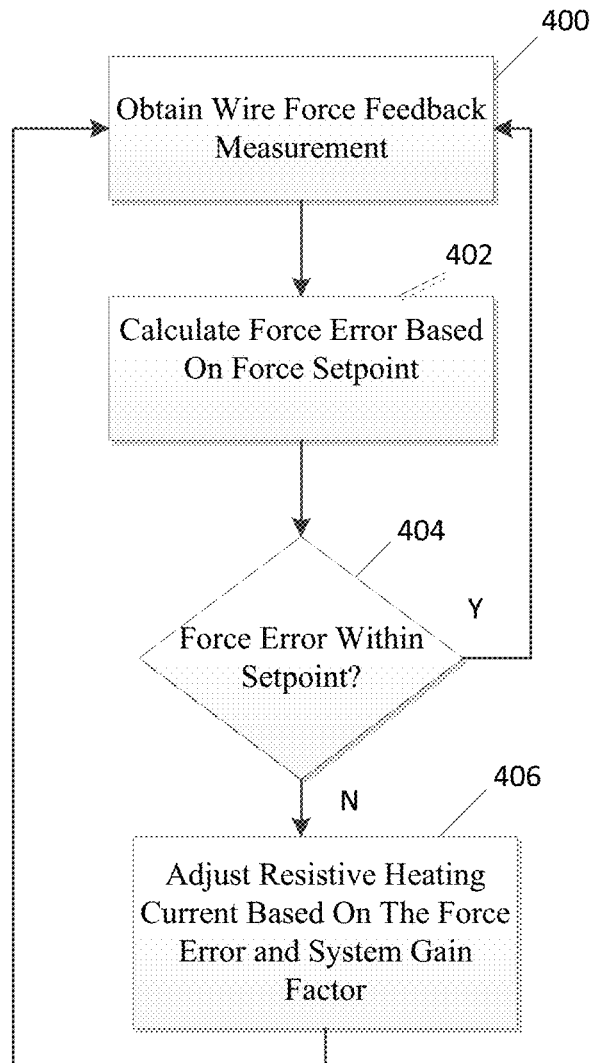 400
Obtain Wire Force Feedback
Measurement
402
Calculate Force Error Based
On Force Setpoint
404
Y
Force Error Within
Setpoint?
406
N
Adjust Resistive Heating
Current Based On The Force
Error and System Gain
Factor